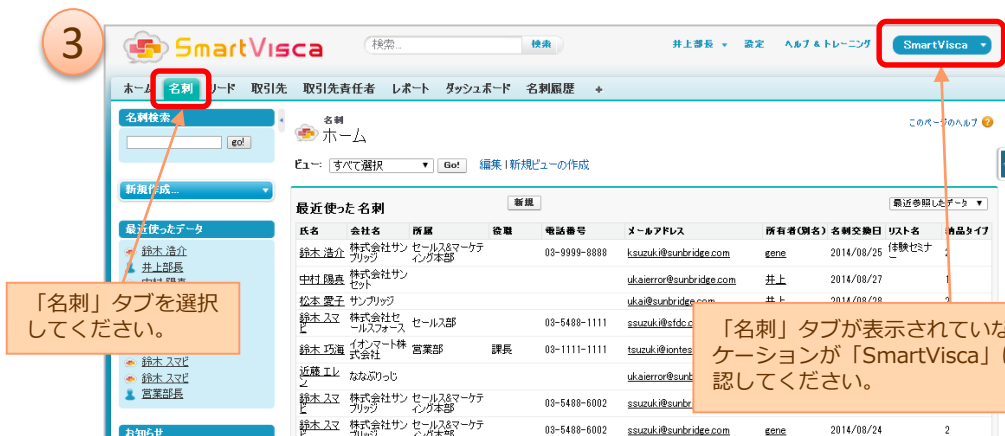 3
SmartVisca
検索...
検索
井上部長
設定
ヘルプ & トレーニング
SmartVisca
ホーム 名刺 リード 取引先 取引先責任者 レポート ダッシュボード 名刺履歴 +
名刺検索
go!
新規作成...
最近使ったデータ
鈴木 浩介
井上部長
中村 陽真
鈴木 スマビ
鈴木 スマビ
営業部長
お知らせ
名刺
ホーム
このページのヘルプ
ビュー: すべて選択 Go! 編集 | 新規ビューの作成
最近使った 名刺
新規
最近参照したデータ
氏名 会社名 所属 役職 電話番号 メールアドレス 所有者(別名) 名刺交換日 リスト名 納品タイプ
鈴木 浩介 株式会社サンブリッジ セールス&マーケティング本部 03-9999-8888 ksuzuki@sunbridge.com gene 2014/08/25 体験セミナー 2
中村 陽真 株式会社サンセット ukaierror@sunbridge.com 井上 2014/08/27 1
松本 愛子 サンブリッジ ukai@sunbridge.com 井上 2014/08/28 2
鈴木 スマビ 株式会社セールスフォース セールス部 03-5488-1111 ssuzuki@sfdc.c
鈴木 巧海 イオンマート株式会社 営業部 課長 03-1111-1111 tsuzuki@iontes
近藤 エレン ななぶりっじ ukaierror@sunb
鈴木 スマビ 株式会社サンブリッジ セールス&マーケティング本部 03-5488-6002 ssuzuki@sunbr
鈴木 スマビ 株式会社サンブリッジ セールス&マーケティング本部 03-5488-6002 ssuzuki@sunbridge.com gene 2014/08/24 2
「名刺」タブを選択
してください。
「名刺」タブが表示されていな
ケーションが「SmartVisca」に
認してください。